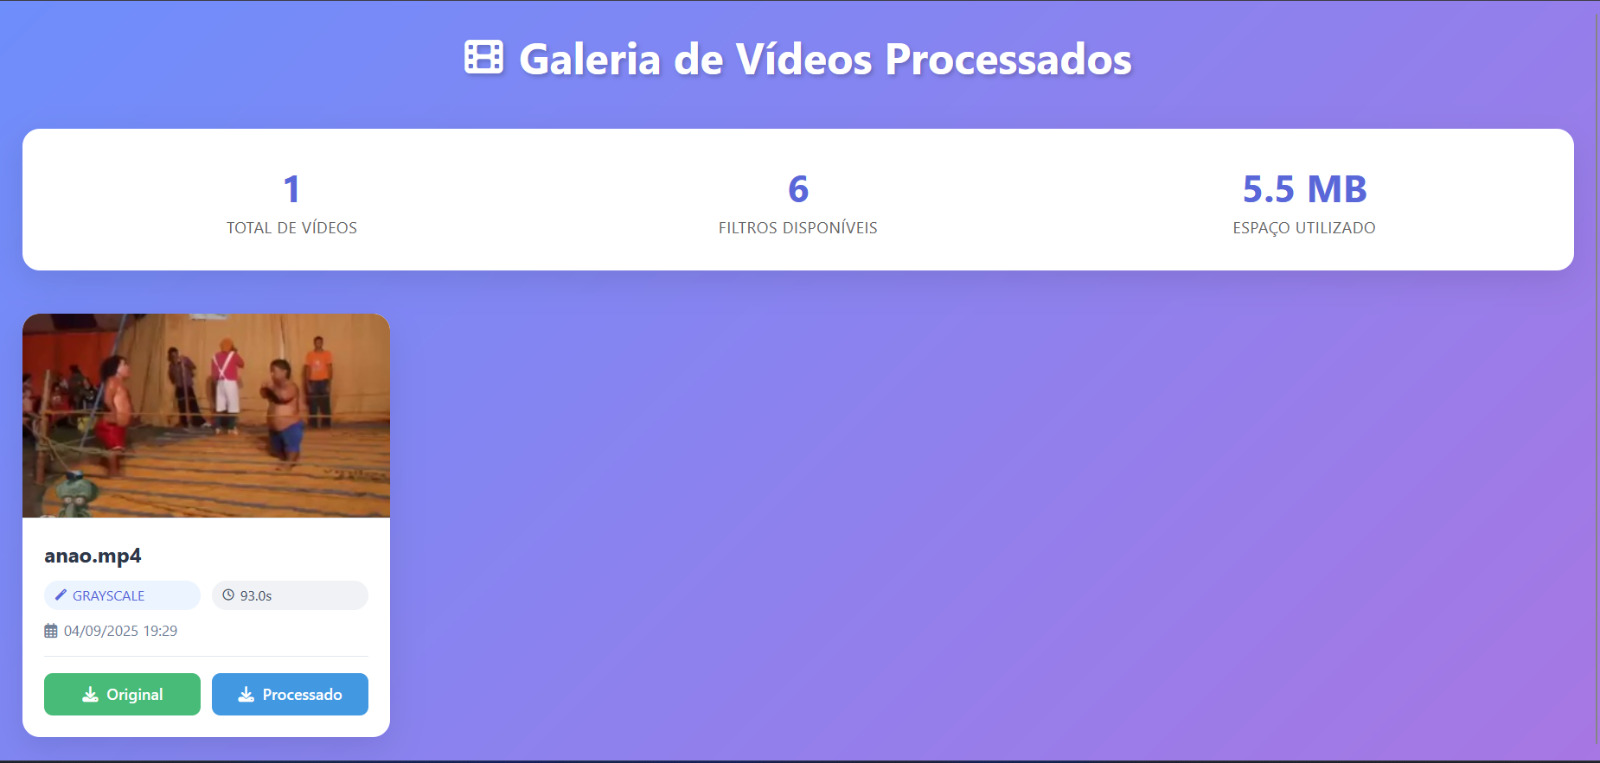 Galeria de Vídeos Processados
1
TOTAL DE VÍDEOS
6
FILTROS DISPONÍVEIS
5.5 MB
ESPAÇO UTILIZADO
anao.mp4
GRAYSCALE
93.0s
04/09/2025 19:29
Original
Processado